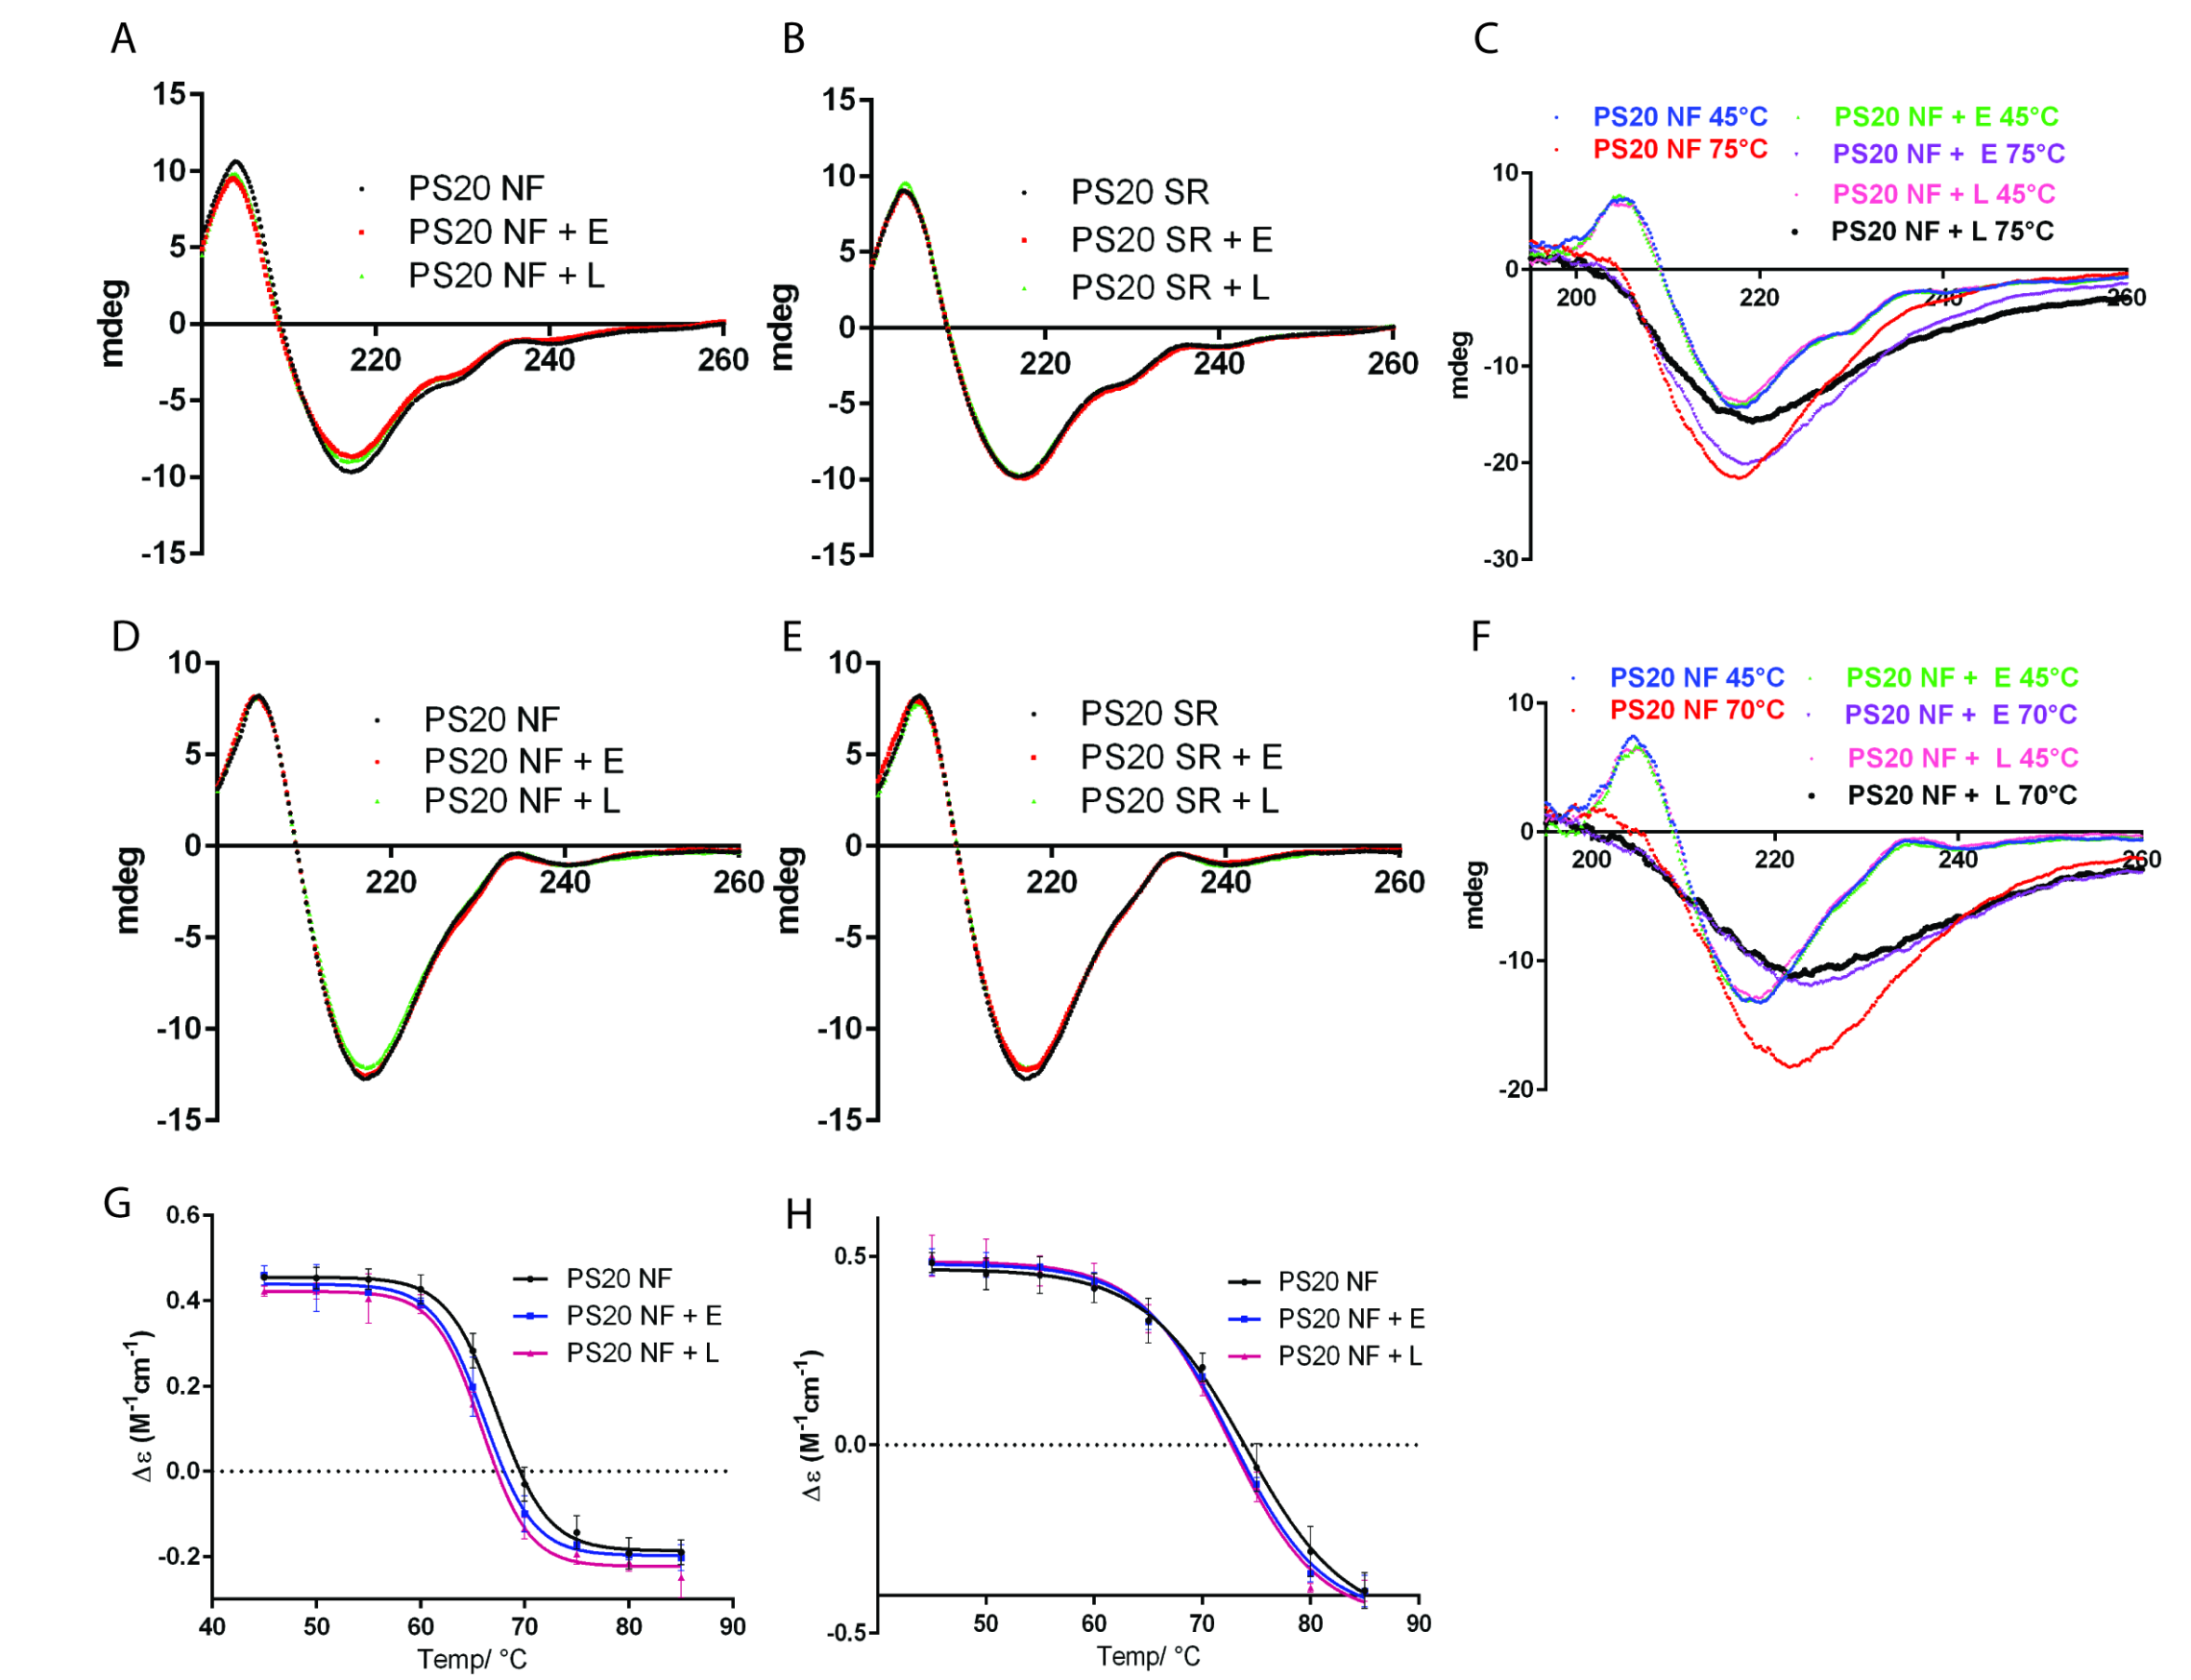 A
15
10
5
0
-5
-10
-15
mdeg
220
240
260
PS20 NF
PS20 NF + E
PS20 NF + L
B
15
10
5
0
-5
-10
-15
mdeg
220
240
260
PS20 SR
PS20 SR + E
PS20 SR + L
C
PS20 NF 45°C
PS20 NF 75°C
PS20 NF + E 45°C
PS20 NF + E 75°C
PS20 NF + L 45°C
PS20 NF + L 75°C
10
0
-10
-20
-30
mdeg
200
220
240
260
D
10
5
0
-5
-10
-15
mdeg
220
240
260
PS20 NF
PS20 NF + E
PS20 NF + L
E
10
5
0
-5
-10
-15
mdeg
220
240
260
PS20 SR
PS20 SR + E
PS20 SR + L
F
PS20 NF 45°C
PS20 NF 70°C
PS20 NF + E 45°C
PS20 NF + E 70°C
PS20 NF + L 45°C
PS20 NF + L 70°C
10
0
-10
-20
mdeg
200
220
240
260
G
0.6
0.4
0.2
0.0
-0.2
Δε (M⁻¹cm⁻¹)
40
50
60
70
80
90
Temp/ °C
PS20 NF
PS20 NF + E
PS20 NF + L
H
0.5
0.0
-0.5
Δε (M⁻¹cm⁻¹)
50
60
70
80
90
Temp/ °C
PS20 NF
PS20 NF + E
PS20 NF + L